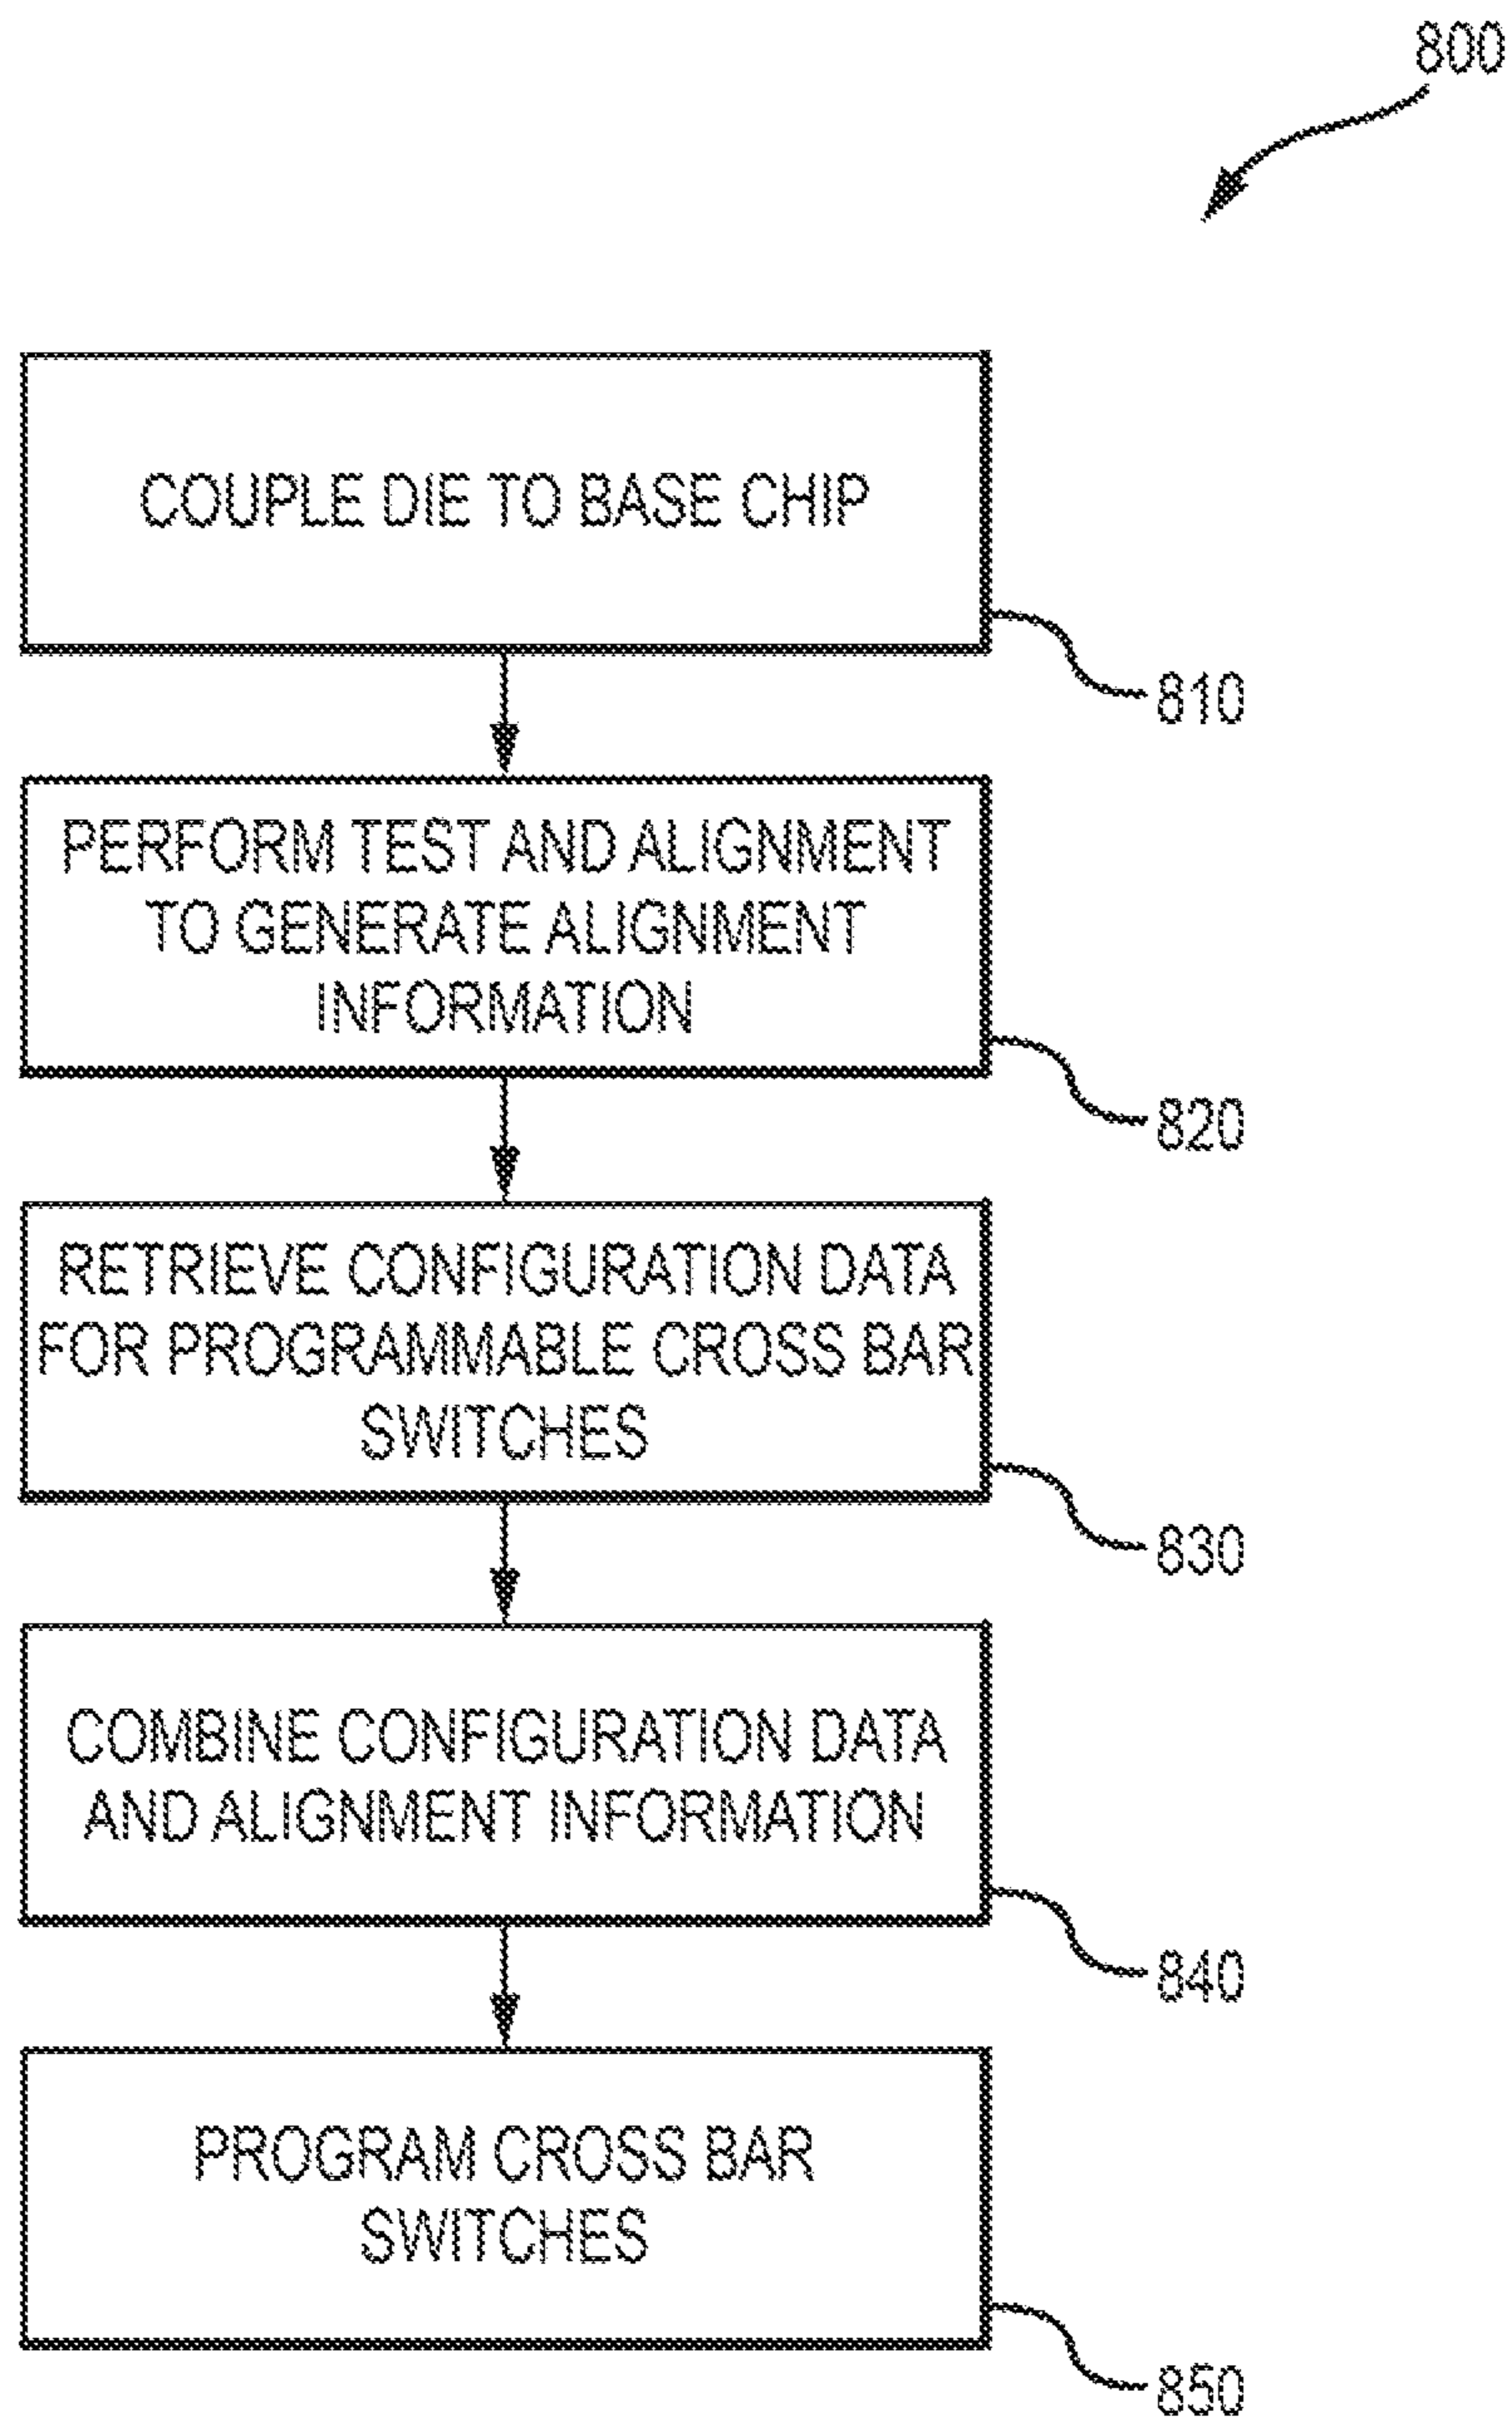 800
COUPLE DIE TO BASE CHIP
810
PERFORM TEST AND ALIGNMENT
TO GENERATE ALIGNMENT
INFORMATION
820
RETRIEVE CONFIGURATION DATA
FOR PROGRAMMABLE CROSS BAR
SWITCHES
830
COMBINE CONFIGURATION DATA
AND ALIGNMENT INFORMATION
840
PROGRAM CROSS BAR
SWITCHES
850